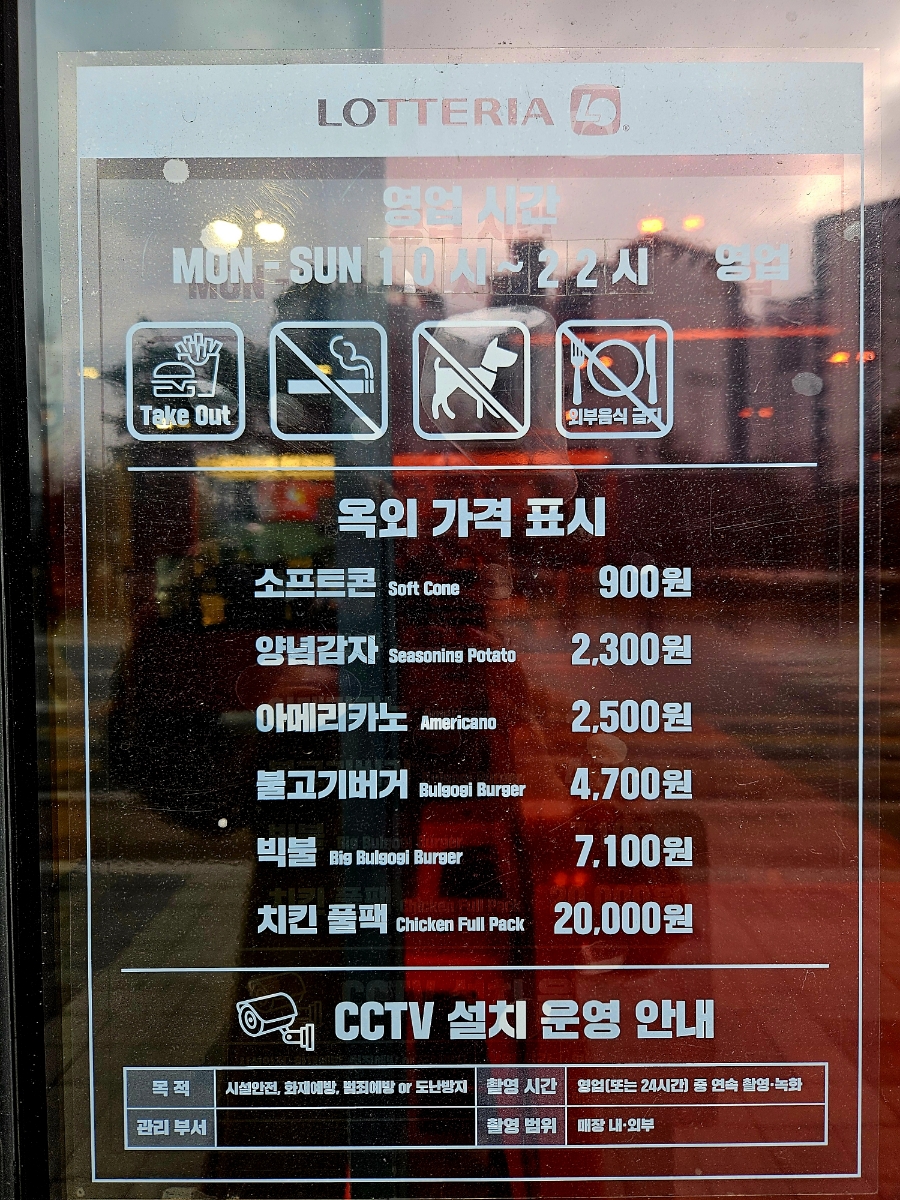 LOTTERIA
영업 시간
MON - SUN 10시~22시 영업
Take Out
외부음식 금지
옥외 가격 표시
소프트콘 Soft Cone 900원
양념감자 Seasoning Potato 2,300원
아메리카노 Americano 2,500원
불고기버거 Bulgogi Burger 4,700원
빅불 Big Bulgogi Burger 7,100원
치킨 풀팩 Chicken Full Pack 20,000원
CCTV 설치 운영 안내
목 적 시설안전, 화재예방, 범죄예방 or 도난방지 촬영 시간 영업(또는 24시간) 중 연속 촬영·녹화
관리 부서 촬영 범위 매장 내·외부